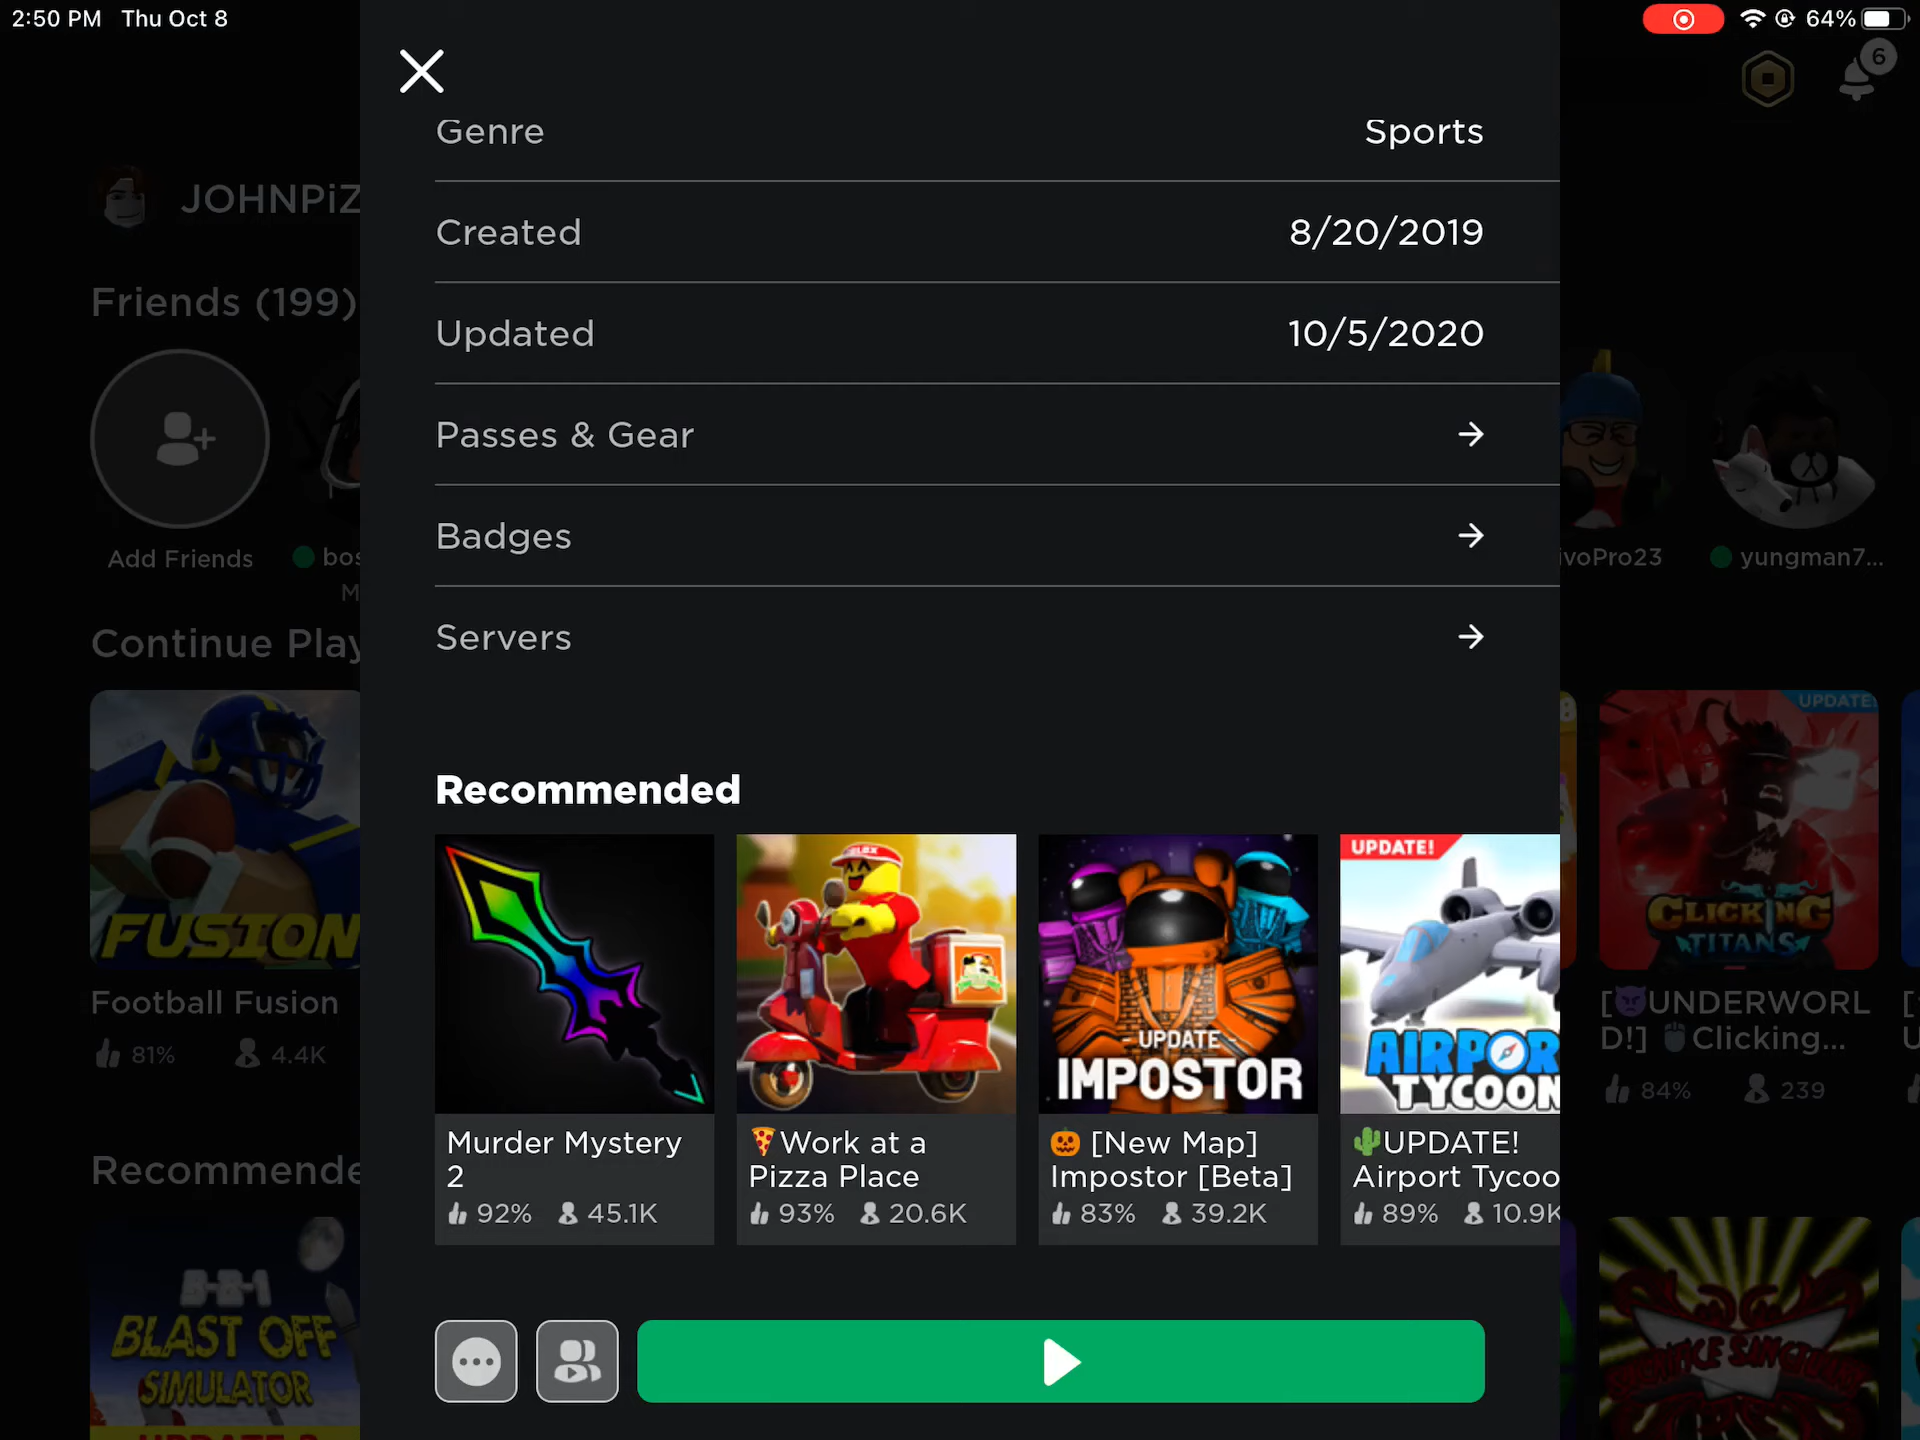 2:50 PM Thu Oct 8
64%
6
JOHNPiZ
Friends (199)
Add Friends
bos
M
ivoPro23
yungman7...
Continue Play
FUSION
Football Fusion
81% 4.4K
UPDATE
CLICKING
TITANS
[😈UNDERWORL
D!] 🖱Clicking...
84% 239
Recommende
BLAST OFF
SIMULATOR
Genre Sports
Created 8/20/2019
Updated 10/5/2020
Passes & Gear →
Badges →
Servers →
Recommended
Murder Mystery
2
92% 45.1K
🍕Work at a
Pizza Place
93% 20.6K
- UPDATE -
IMPOSTOR
🎃 [New Map]
Impostor [Beta]
83% 39.2K
UPDATE!
AIRPOR
TYCOON
🌵UPDATE!
Airport Tycoo
89% 10.9K